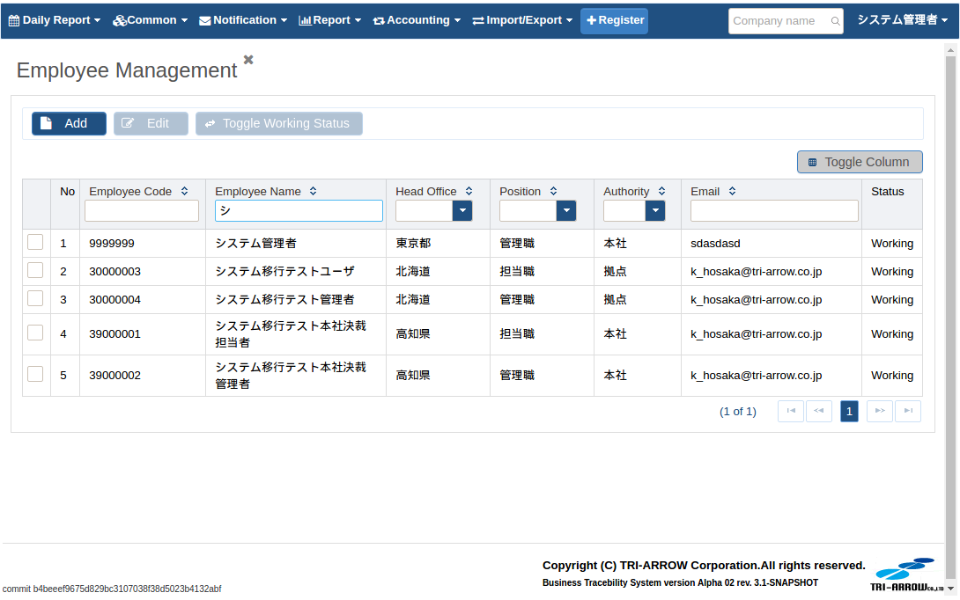 Daily Report Common Notification Report Accounting Import/Export Register Company name システム管理者
Employee Management
Add Edit Toggle Working Status
Toggle Column
No Employee Code Employee Name Head Office Position Authority Email Status
シ
1 9999999 システム管理者 東京都 管理職 本社 sdasdasd Working
2 30000003 システム移行テストユーザ 北海道 担当職 拠点 k_hosaka@tri-arrow.co.jp Working
3 30000004 システム移行テスト管理者 北海道 管理職 拠点 k_hosaka@tri-arrow.co.jp Working
4 39000001 システム移行テスト本社決裁 高知県 担当職 本社 k_hosaka@tri-arrow.co.jp Working
担当者
5 39000002 システム移行テスト本社決裁 高知県 管理職 本社 k_hosaka@tri-arrow.co.jp Working
管理者
(1 of 1) 1
Copyright (C) TRI-ARROW Corporation.All rights reserved.
Business Tracebility System version Alpha 02 rev. 3.1-SNAPSHOT
TRI-ARROW
commit b4beeef9675d829bc3107038f38d5023b4132abf